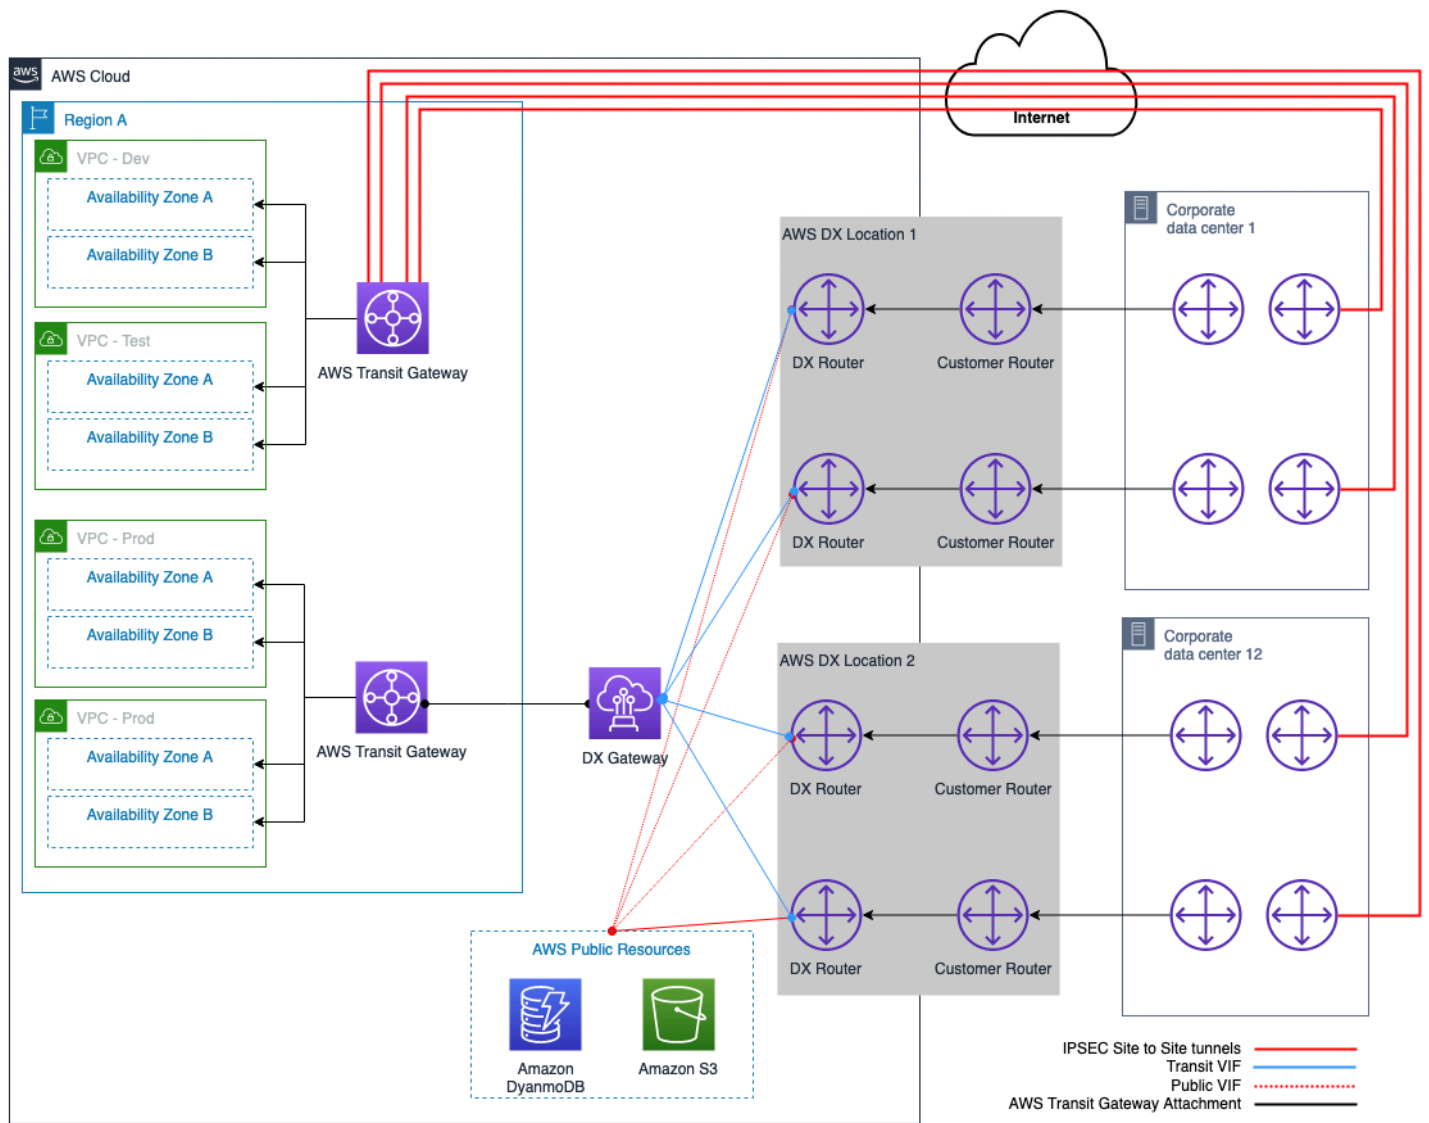 aws
AWS Cloud
Internet
Region A
VPC - Dev
Availability Zone A
Availability Zone B
AWS Transit Gateway
VPC - Test
Availability Zone A
Availability Zone B
VPC - Prod
Availability Zone A
Availability Zone B
AWS Transit Gateway
VPC - Prod
Availability Zone A
Availability Zone B
DX Gateway
AWS DX Location 1
DX Router
Customer Router
DX Router
Customer Router
Corporate
data center 1
AWS DX Location 2
DX Router
Customer Router
DX Router
Customer Router
Corporate
data center 12
AWS Public Resources
Amazon
DyanmoDB
Amazon S3
IPSEC Site to Site tunnels
Transit VIF
Public VIF
AWS Transit Gateway Attachment